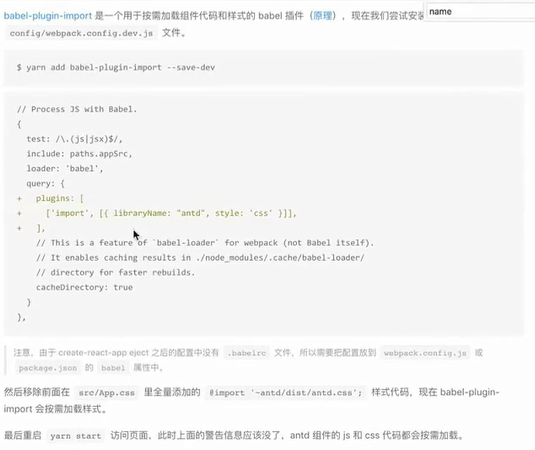 babel-plugin-import 是一个用于按需加载组件代码和样式的 babel 插件（原理），现在我们尝试安装
name
config/webpack.config.dev.js 文件。
$ yarn add babel-plugin-import --save-dev
// Process JS with Babel.
{
test: /\.(js|jsx)$/,
include: paths.appSrc,
loader: 'babel',
query: {
+ plugins: [
+ ['import', [{ libraryName: "antd", style: 'css' }]],
+ ],
// This is a feature of `babel-loader` for webpack (not Babel itself).
// It enables caching results in ./node_modules/.cache/babel-loader/
// directory for faster rebuilds.
cacheDirectory: true
}
},
注意，由于 create-react-app eject 之后的配置中没有 .babelrc 文件，所以需要把配置放到 webpack.config.js 或
package.json 的 babel 属性中。
然后移除前面在 src/App.css 里全量添加的 @import '~antd/dist/antd.css'; 样式代码，现在 babel-plugin-
import 会按需加载样式。
最后重启 yarn start 访问页面，此时上面的警告信息应该没了，antd 组件的 js 和 css 代码都会按需加载。